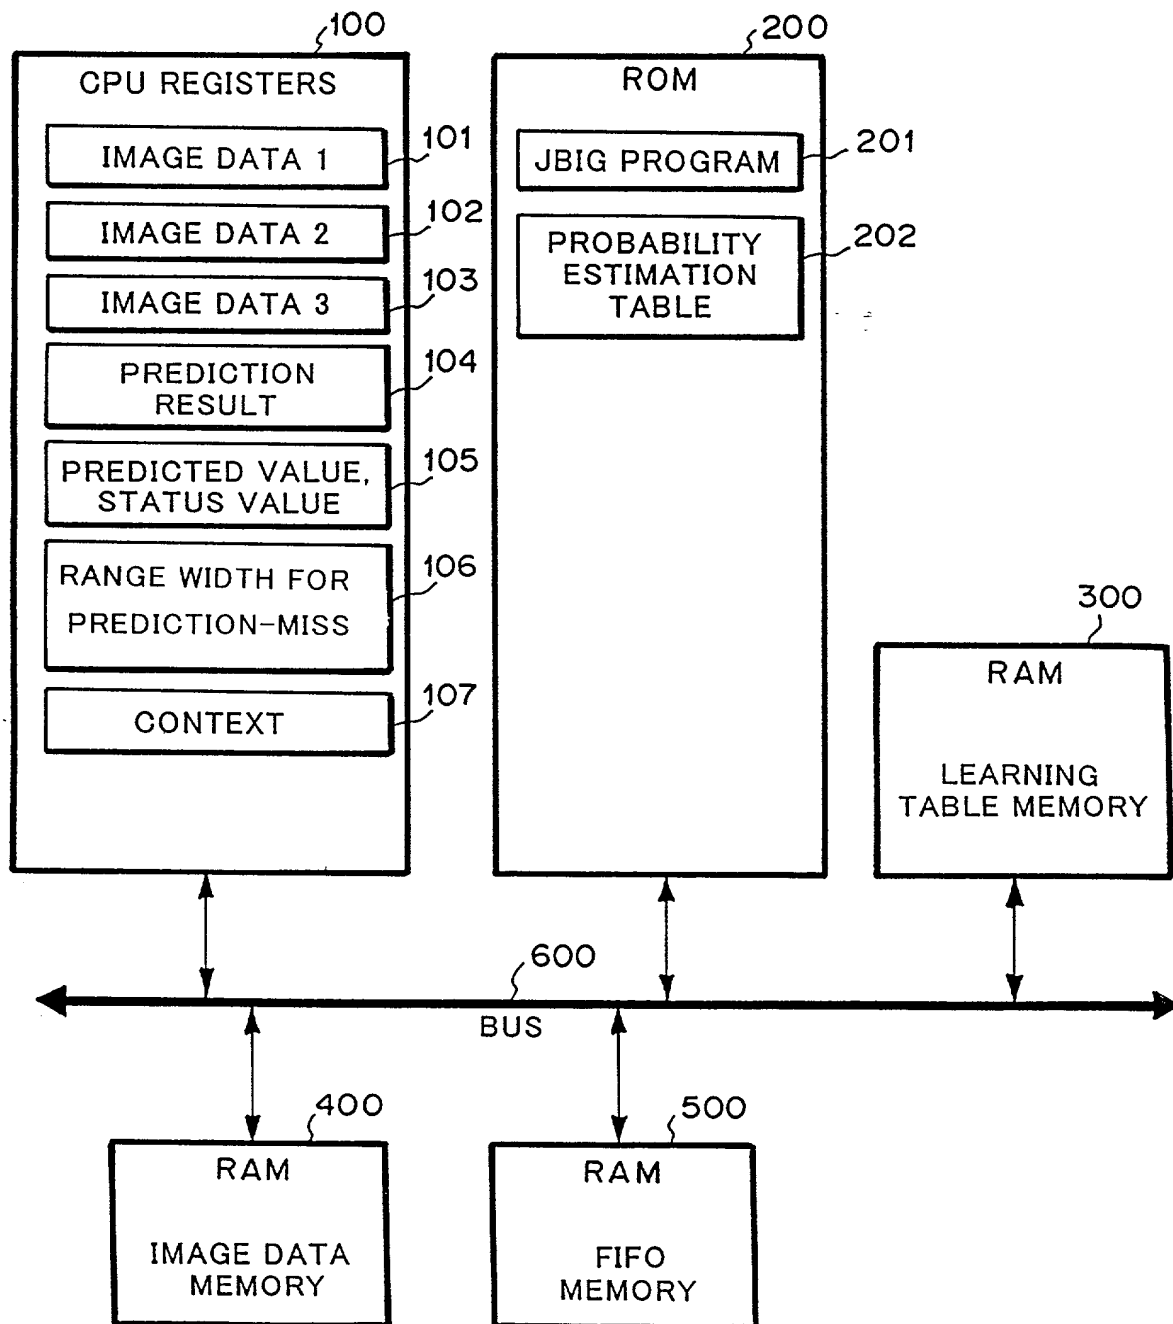 100
CPU REGISTERS
IMAGE DATA 1
101
IMAGE DATA 2
102
IMAGE DATA 3
103
PREDICTION
RESULT
104
PREDICTED VALUE,
STATUS VALUE
105
RANGE WIDTH FOR
PREDICTION-MISS
106
CONTEXT
107
200
ROM
JBIG PROGRAM
201
PROBABILITY
ESTIMATION
TABLE
202
300
RAM
LEARNING
TABLE MEMORY
600
BUS
400
RAM
IMAGE DATA
MEMORY
500
RAM
FIFO
MEMORY